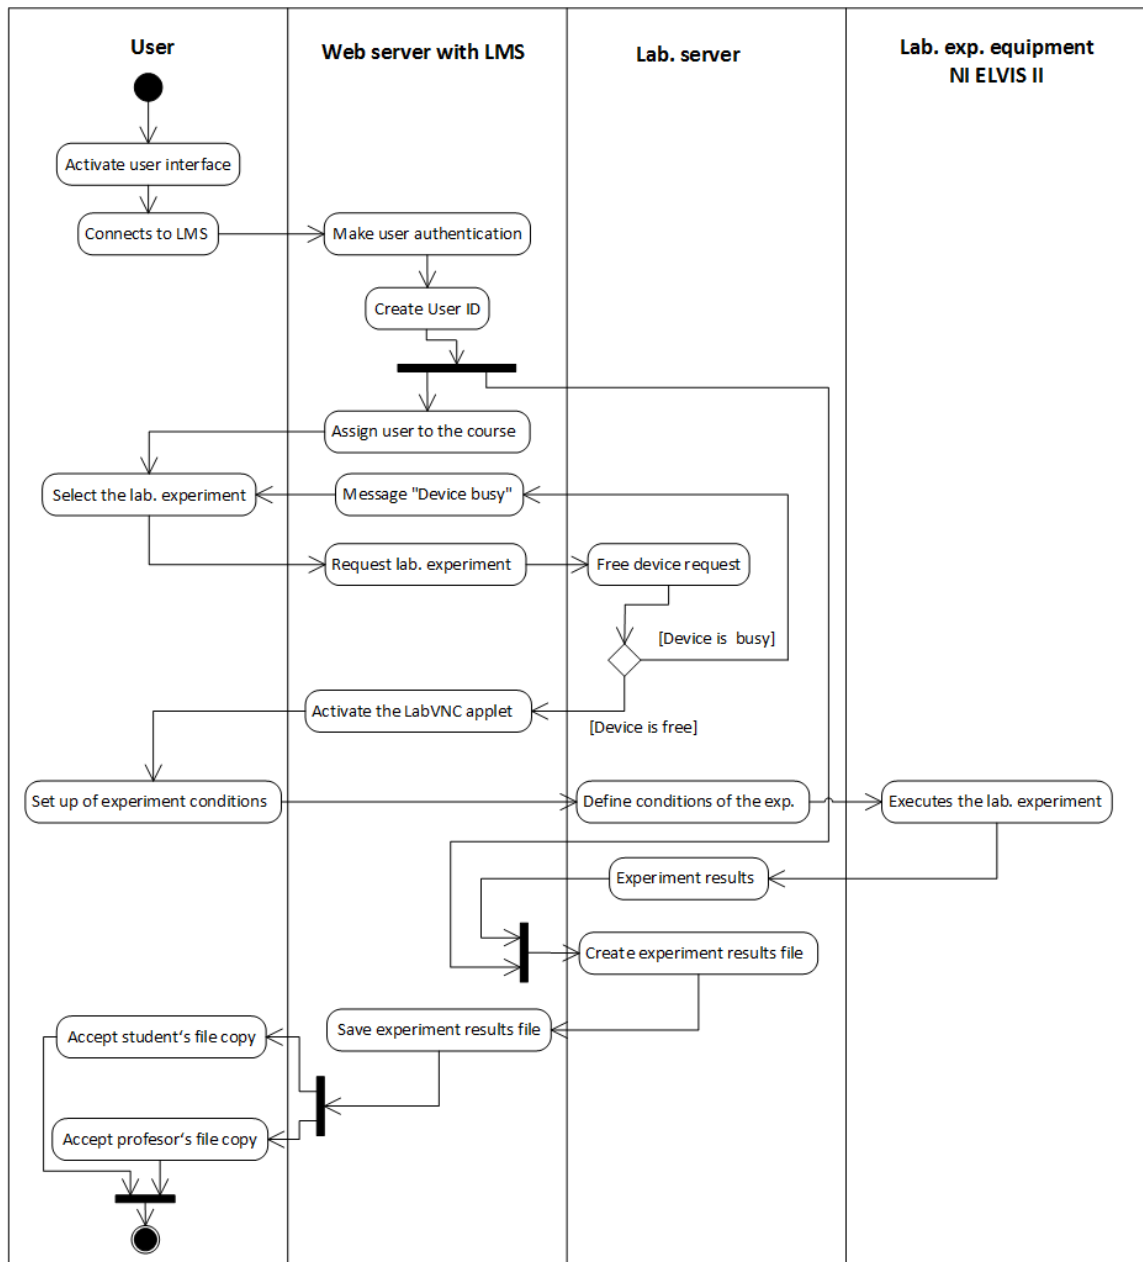 User
Web server with LMS
Lab. server
Lab. exp. equipment
NI ELVIS II
Activate user interface
Connects to LMS
Make user authentication
Create User ID
Assign user to the course
Select the lab. experiment
Message "Device busy"
Request lab. experiment
Free device request
[Device is  busy]
Activate the LabVNC applet
[Device is free]
Set up of experiment conditions
Define conditions of the exp.
Executes the lab. experiment
Experiment results
Create experiment results file
Save experiment results file
Accept student‘s file copy
Accept profesor‘s file copy